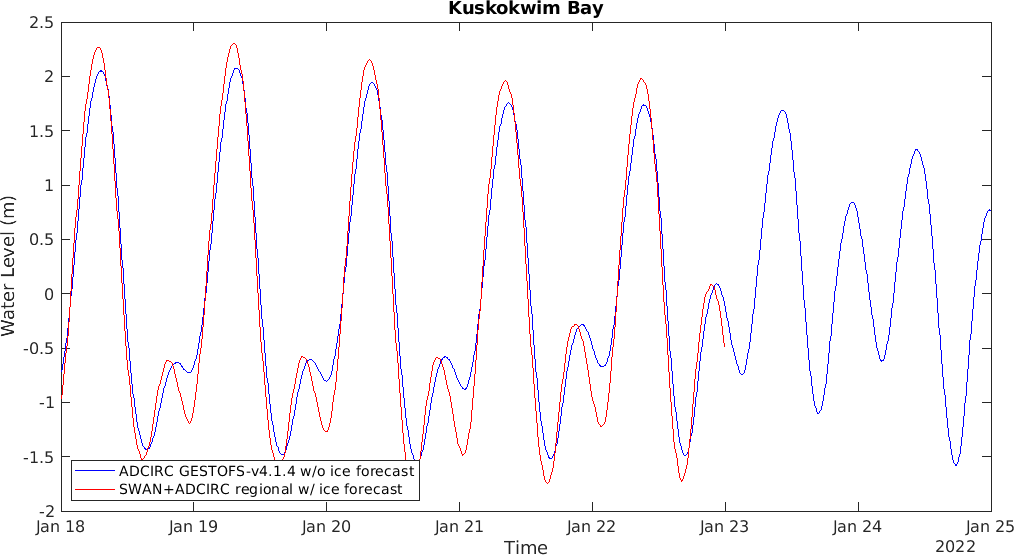 Kuskokwim Bay
Water Level (m)
2.5
2
1.5
1
0.5
0
-0.5
-1
-1.5
-2
ADCIRC GESTOFS-v4.1.4 w/o ice forecast
SWAN+ADCIRC regional w/ ice forecast
Jan 18 Jan 19 Jan 20 Jan 21 Jan 22 Jan 23 Jan 24 Jan 25
Time
2022